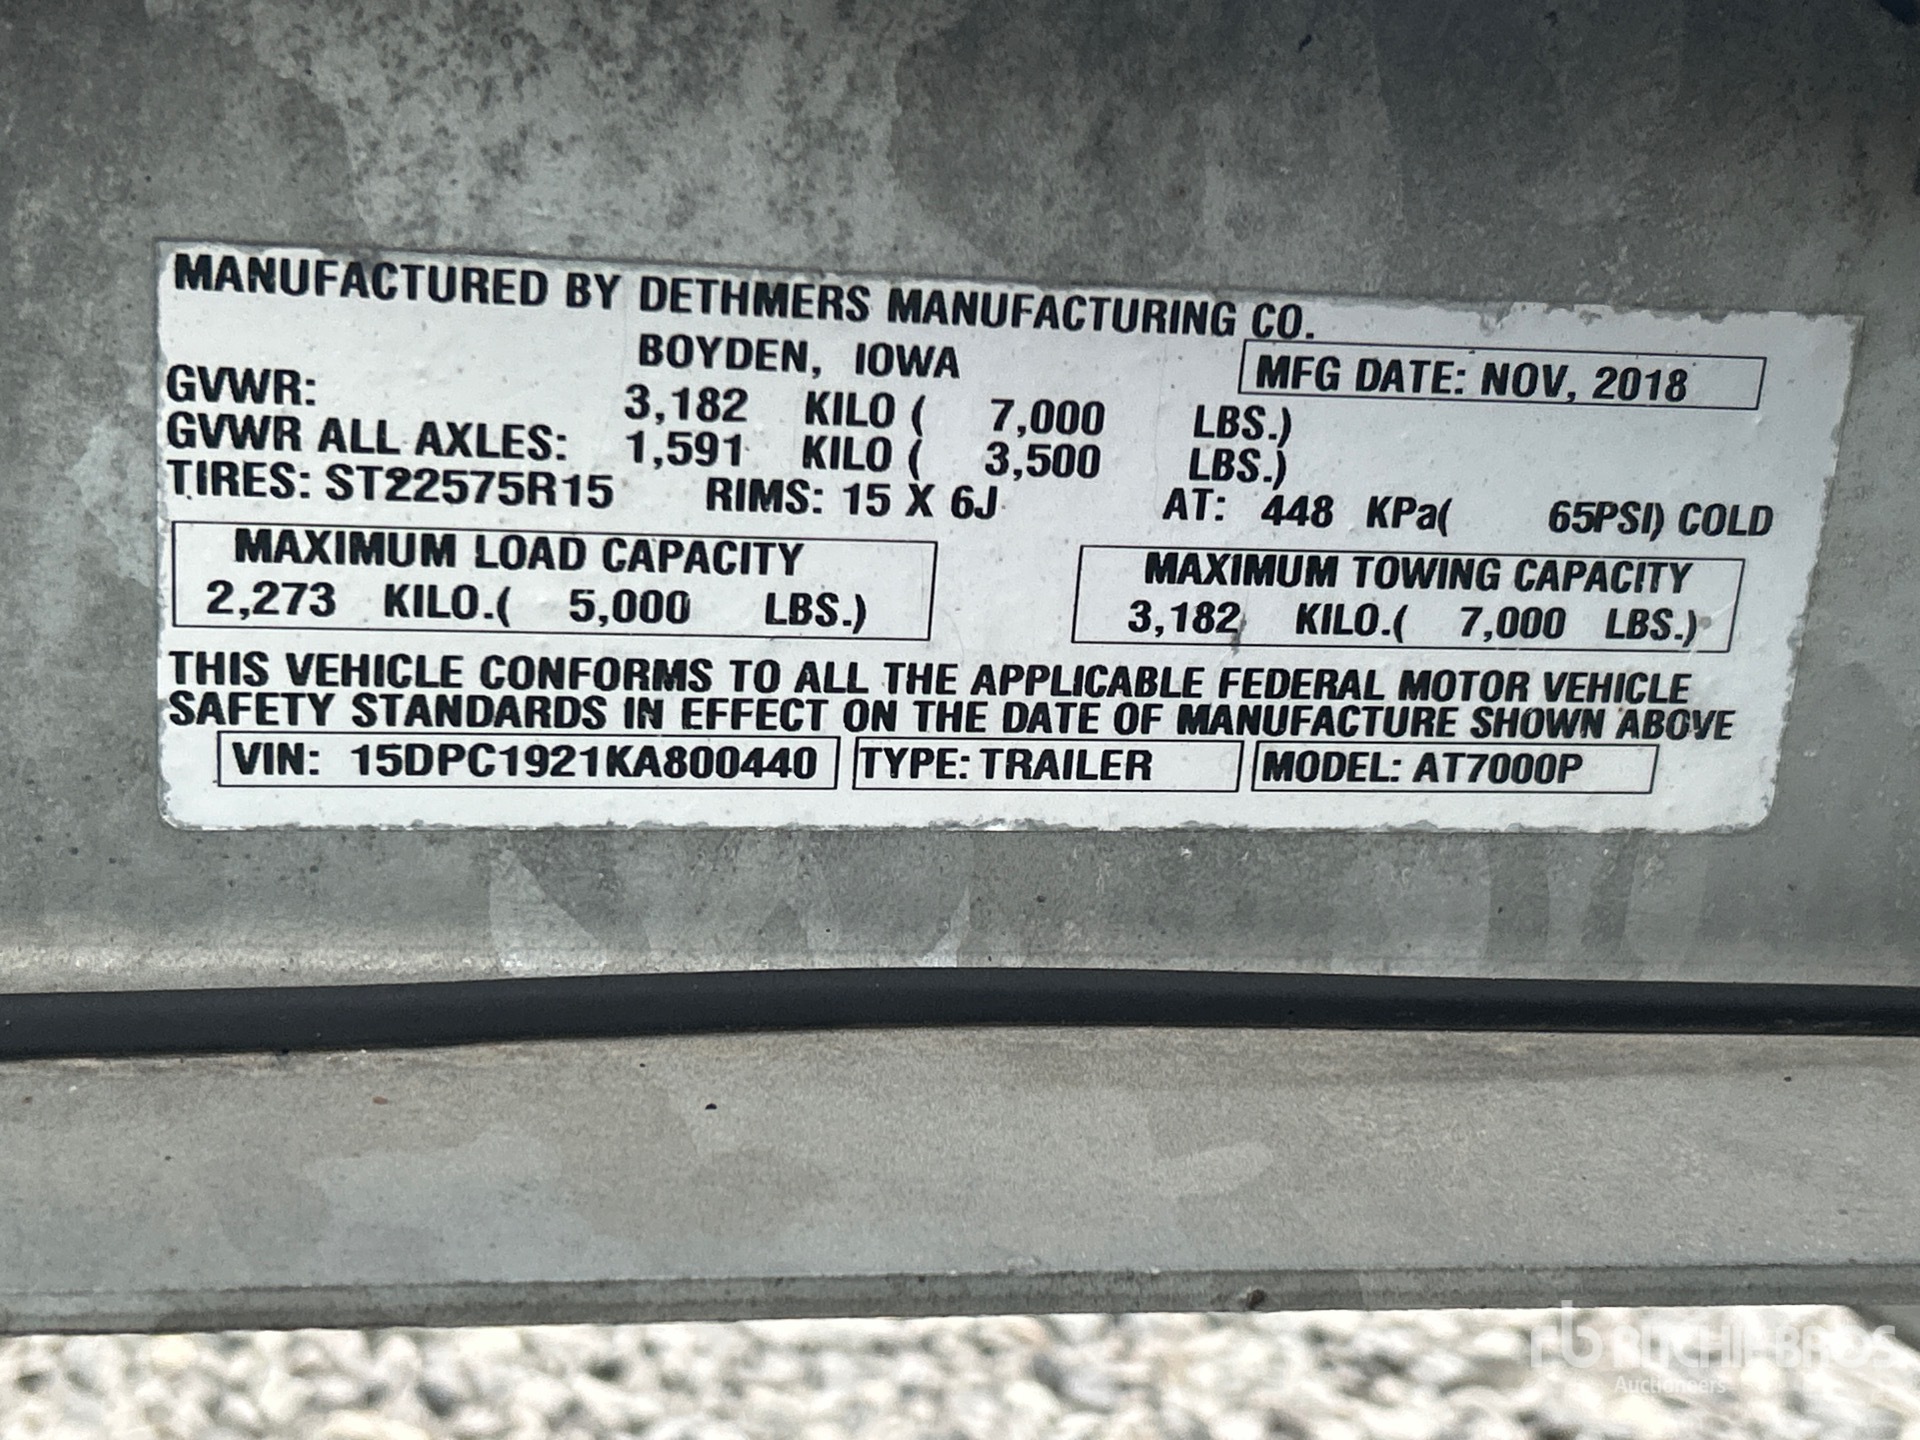 MANUFACTURED BY DETHMERS MANUFACTURING CO.
BOYDEN, IOWA
MFG DATE: NOV, 2018
GVWR: 3,182 KILO ( 7,000 LBS.)
GVWR ALL AXLES: 1,591 KILO ( 3,500 LBS.)
TIRES: ST22575R15 RIMS: 15 X 6J AT: 448 KPa( 65PSI) COLD
MAXIMUM LOAD CAPACITY
2,273 KILO.( 5,000 LBS.)
MAXIMUM TOWING CAPACITY
3,182 KILO.( 7,000 LBS.)
THIS VEHICLE CONFORMS TO ALL THE APPLICABLE FEDERAL MOTOR VEHICLE
SAFETY STANDARDS IN EFFECT ON THE DATE OF MANUFACTURE SHOWN ABOVE
VIN: 15DPC1921KA800440 TYPE: TRAILER MODEL: AT7000P
rb RITCHIE BROS
Auctioneers